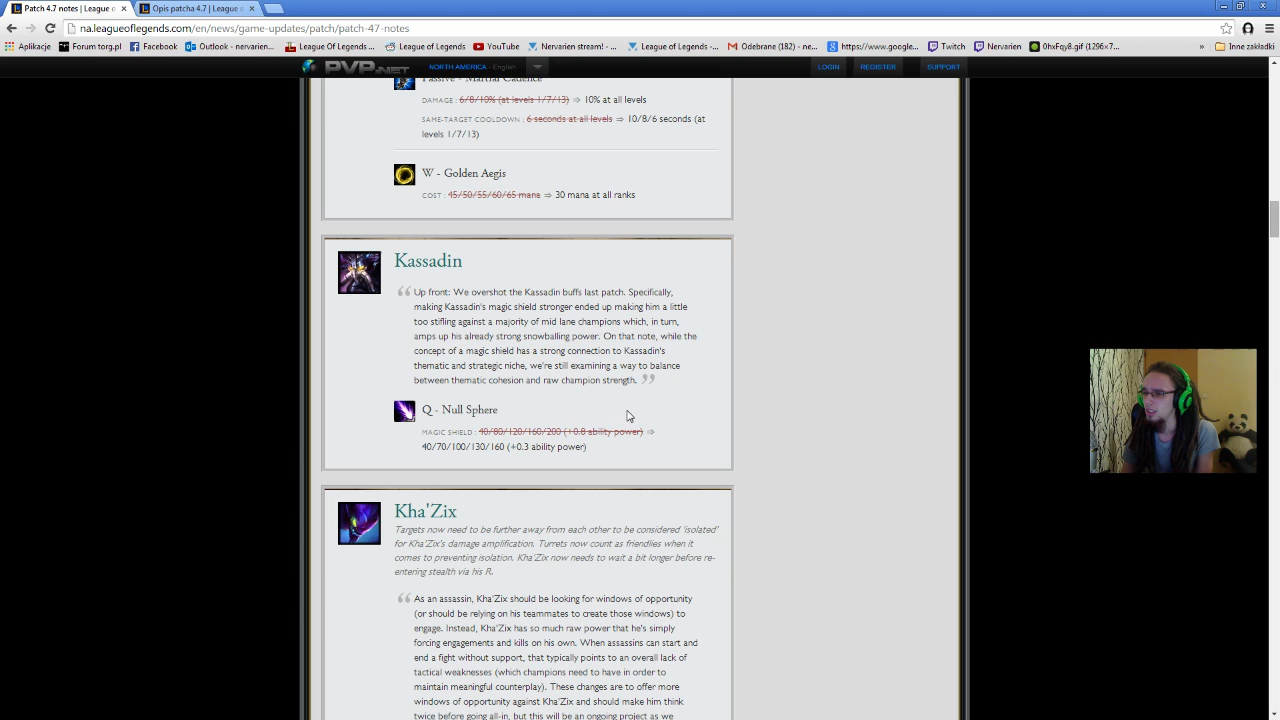 Patch 4.7 notes | League o
Opis patcha 4.7 | League o
na.leagueoflegends.com/en/news/game-updates/patch/patch-47-notes
Aplikacje Forum torg.pl Facebook Outlook - nervarien... League Of Legends ... League of Legends YouTube Nervarien stream! -... League of Legends -... Odebrane (182) - ne... https://www.google... Twitch Nervarien 0hxFqy8.gif (1296×7... » Inne zakładki
PVP.NET NORTH AMERICA - English LOGIN REGISTER SUPPORT
Passive - Martial Cadence
DAMAGE : 6/8/10% (at levels 1/7/13) ⇒ 10% at all levels
SAME-TARGET COOLDOWN : 6 seconds at all levels ⇒ 10/8/6 seconds (at
levels 1/7/13)
W - Golden Aegis
COST : 45/50/55/60/65 mana ⇒ 30 mana at all ranks
Kassadin
“ Up front: We overshot the Kassadin buffs last patch. Specifically,
making Kassadin's magic shield stronger ended up making him a little
too stifling against a majority of mid lane champions which, in turn,
amps up his already strong snowballing power. On that note, while the
concept of a magic shield has a strong connection to Kassadin's
thematic and strategic niche, we're still examining a way to balance
between thematic cohesion and raw champion strength. ”
Q - Null Sphere
MAGIC SHIELD : 40/80/120/160/200 (+0.8 ability power) ⇒
40/70/100/130/160 (+0.3 ability power)
Kha'Zix
Targets now need to be further away from each other to be considered 'isolated'
for Kha'Zix's damage amplification. Turrets now count as friendlies when it
comes to preventing isolation. Kha'Zix now needs to wait a bit longer before re-
entering stealth via his R.
“ As an assassin, Kha'Zix should be looking for windows of opportunity
(or should be relying on his teammates to create those windows) to
engage. Instead, Kha'Zix has so much raw power that he's simply
forcing engagements and kills on his own. When assassins can start and
end a fight without support, that typically points to an overall lack of
tactical weaknesses (which champions need to have in order to
maintain meaningful counterplay). These changes are to offer more
windows of opportunity against Kha'Zix and should make him think
twice before going all-in, but this will be an ongoing project as we